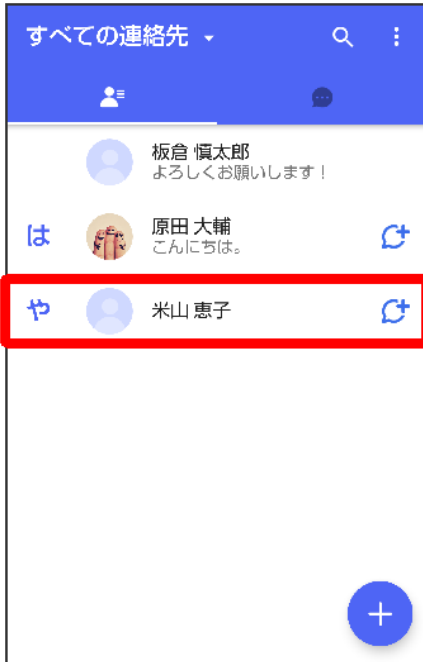 すべての連絡先
板倉 慎太郎
よろしくお願いします！
は
原田 大輔
こんにちは。
や
米山 恵子